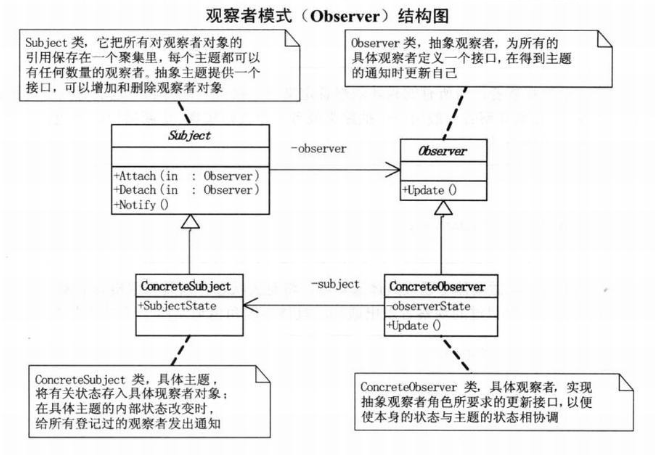 观察者模式（Observer）结构图
Subject 类，它把所有对观察者对象的
引用保存在一个聚集里，每个主题都可以
有任何数量的观察者。抽象主题提供一个
接口，可以增加和删除观察者对象
Observer 类，抽象观察者，为所有的
具体观察者定义一个接口，在得到主题
的通知时更新自己
Subject
-observer
Observer
+Attach(in : Observer)
+Detach(in : Observer)
+Notify()
+Update()
ConcreteSubject
+SubjectState
-subject
ConcreteObserver
-observerState
+Update()
ConcreteSubject 类，具体主题，
将有关状态存入具体现察者对象；
在具体主题的内部状态改变时，
给所有登记过的观察者发出通知
ConcreteObserver 类，具体观察者，实现
抽象观察者角色所要求的更新接口，以便
使本身的状态与主题的状态相协调